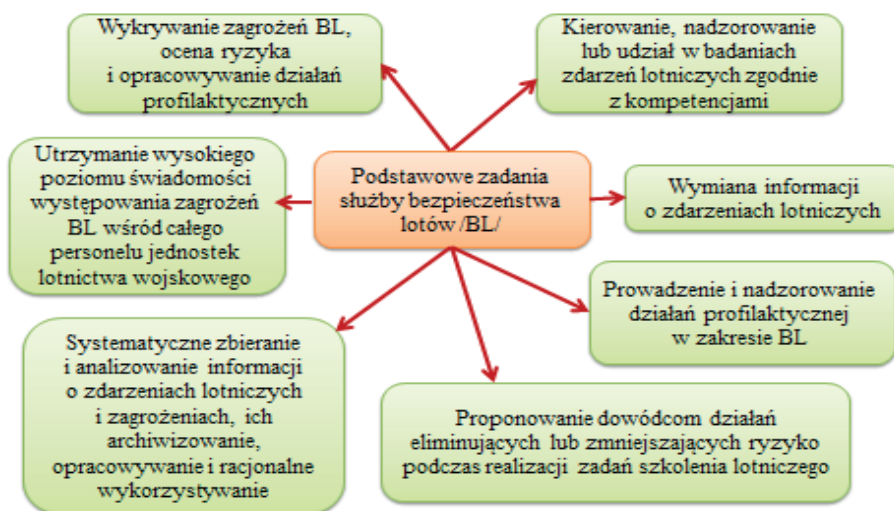 Wykrywanie zagrożeń BL,
ocena ryzyka
i opracowywanie działań
profilaktycznych
Kierowanie, nadzorowanie
lub udział w badaniach
zdarzeń lotniczych zgodnie
z kompetencjami
Utrzymanie wysokiego
poziomu świadomości
występowania zagrożeń
BL wśród całego
personelu jednostek
lotnictwa wojskowego
Podstawowe zadania
służby bezpieczeństwa
lotów /BL/
Wymiana informacji
o zdarzeniach lotniczych
Prowadzenie i nadzorowanie
działań profilaktycznej
w zakresie BL
Systematyczne zbieranie
i analizowanie informacji
o zdarzeniach lotniczych
i zagrożeniach, ich
archiwizowanie,
opracowywanie i racjonalne
wykorzystywanie
Proponowanie dowódcom działań
eliminujących lub zmniejszających ryzyko
podczas realizacji zadań szkolenia lotniczego